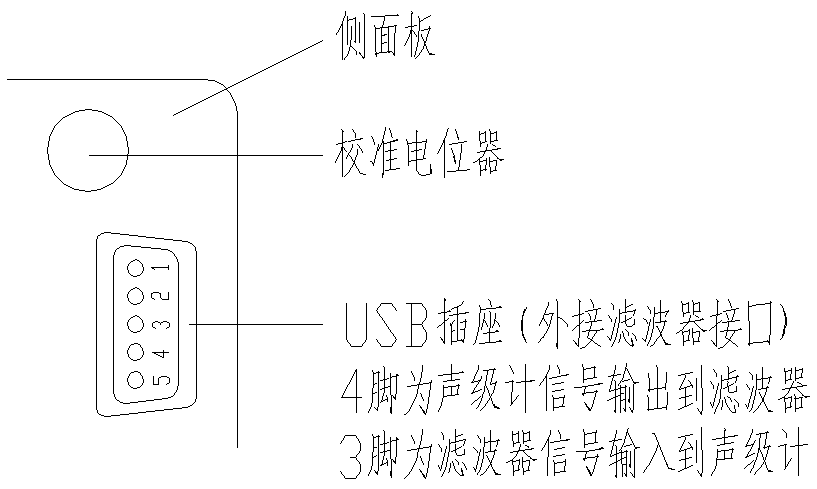 侧面板
校准电位器
1
2
3
4
5
USB插座(外接滤波器接口)
4脚为声级计信号输出到滤波器
3脚为滤波器信号输入到声级计